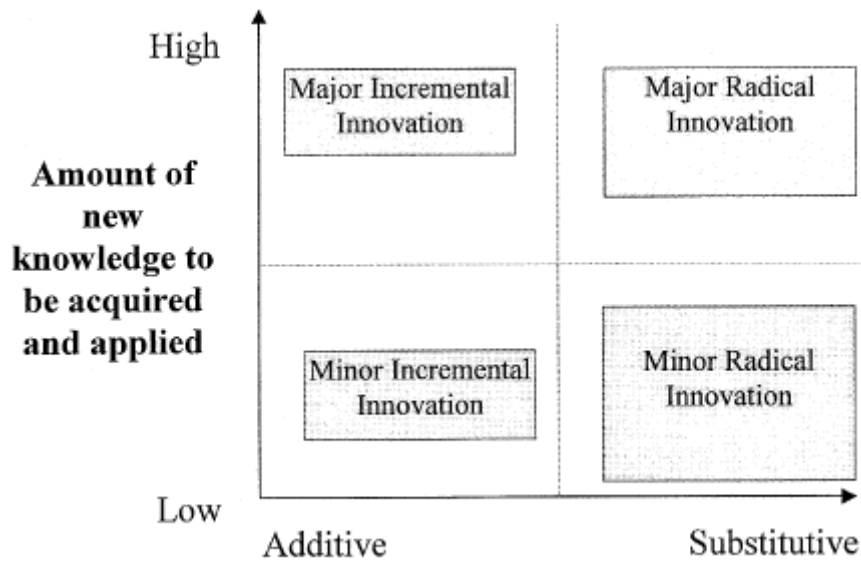 High
Major Incremental
Innovation
Major Radical
Innovation
Amount of
new
knowledge to
be acquired
and applied
Minor Incremental
Innovation
Minor Radical
Innovation
Low
Additive
Substitutive